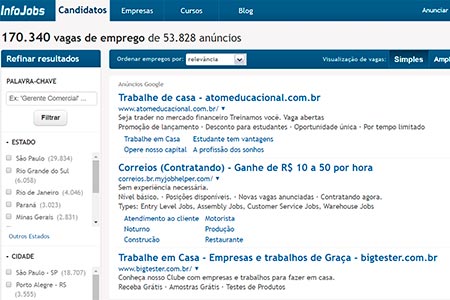 InfoJobs
Candidatos
Empresas
Cursos
Blog
Anunciar
170.340 vagas de emprego de 53.828 anúncios
Refinar resultados
Ordenar empregos por: relevância
Visualização de vagas: Simples Ampl
PALAVRA-CHAVE
Ex: 'Gerente Comercial'...
Filtrar
ESTADO
São Paulo (29.834)
Rio Grande do Sul
(6.058)
Rio de Janeiro (4.046)
Paraná (3.023)
Minas Gerais (2.831)
Outros Estados
CIDADE
São Paulo - SP (18.707)
Porto Alegre - RS
(3.555)
Anúncios Google
Trabalhe de casa - atomeducacional.com.br
www.atomeducacional.com.br/
Seja trader no mercado financeiro Treinamos você. Vaga abertas
Promoção de lançamento · Desconto para estudantes · Oportunidade única · Por tempo limitado
Trabalhe em Casa Estudante tem vantagens
Opere nosso capital A profissão dos sonhos
Correios (Contratando) - Ganhe de R$ 10 a 50 por hora
correios.br.myjobhelper.com/
Sem experiência necessária.
Nível básico. · Posições disponíveis. · Novas vagas anunciadas · Contratando agora.
Types: Entry Level Jobs, Assembly Jobs, Customer Service Jobs, Warehouse Jobs
Atendimento ao cliente Motorista
Noturno Produção
Construcão Restaurante
Trabalhe em Casa - Empresas e trabalhos de Graça - bigtester.com.br
www.bigtester.com.br/
Conheça nosso Clube com empresas e trabalhos para fazer em casa.
Receba Grátis · Amostras Grátis · Testes de Produtos